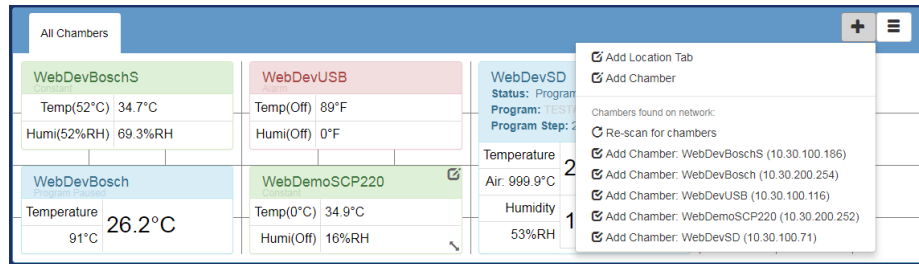 All Chambers
WebDevBoschS
Constant
Temp(52°C) 34.7°C
Humi(52%RH) 69.3%RH
WebDevUSB
Alarm
Temp(Off) 89°F
Humi(Off) 0°F
WebDevSD
Status: Program
Program: TEST
Program Step: 2
Temperature 2
Air: 999.9°C
Humidity 1
53%RH
WebDevBosch
Program Paused
Temperature 26.2°C
91°C
WebDemoSCP220
Constant
Temp(0°C) 34.9°C
Humi(Off) 16%RH
Add Location Tab
Add Chamber
Chambers found on network:
Re-scan for chambers
Add Chamber: WebDevBoschS (10.30.100.186)
Add Chamber: WebDevBosch (10.30.200.254)
Add Chamber: WebDevUSB (10.30.100.116)
Add Chamber: WebDemoSCP220 (10.30.200.252)
Add Chamber: WebDevSD (10.30.100.71)